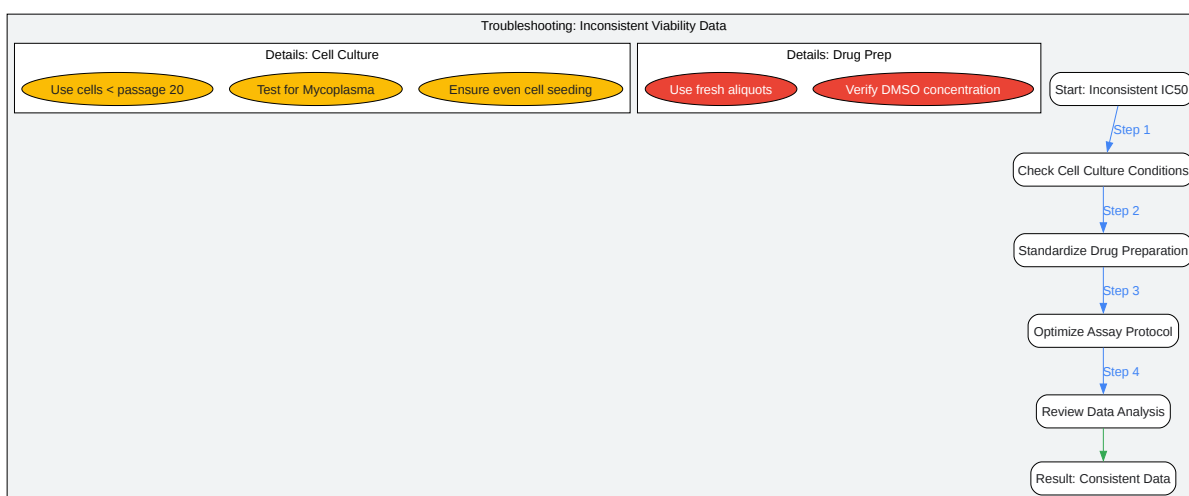 Troubleshooting: Inconsistent Viability Data
Details: Cell Culture
Use cells < passage 20
Test for Mycoplasma
Ensure even cell seeding
Details: Drug Prep
Use fresh aliquots
Verify DMSO concentration
Start: Inconsistent IC50
Step 1
Check Cell Culture Conditions
Step 2
Standardize Drug Preparation
Step 3
Optimize Assay Protocol
Step 4
Review Data Analysis
Result: Consistent Data